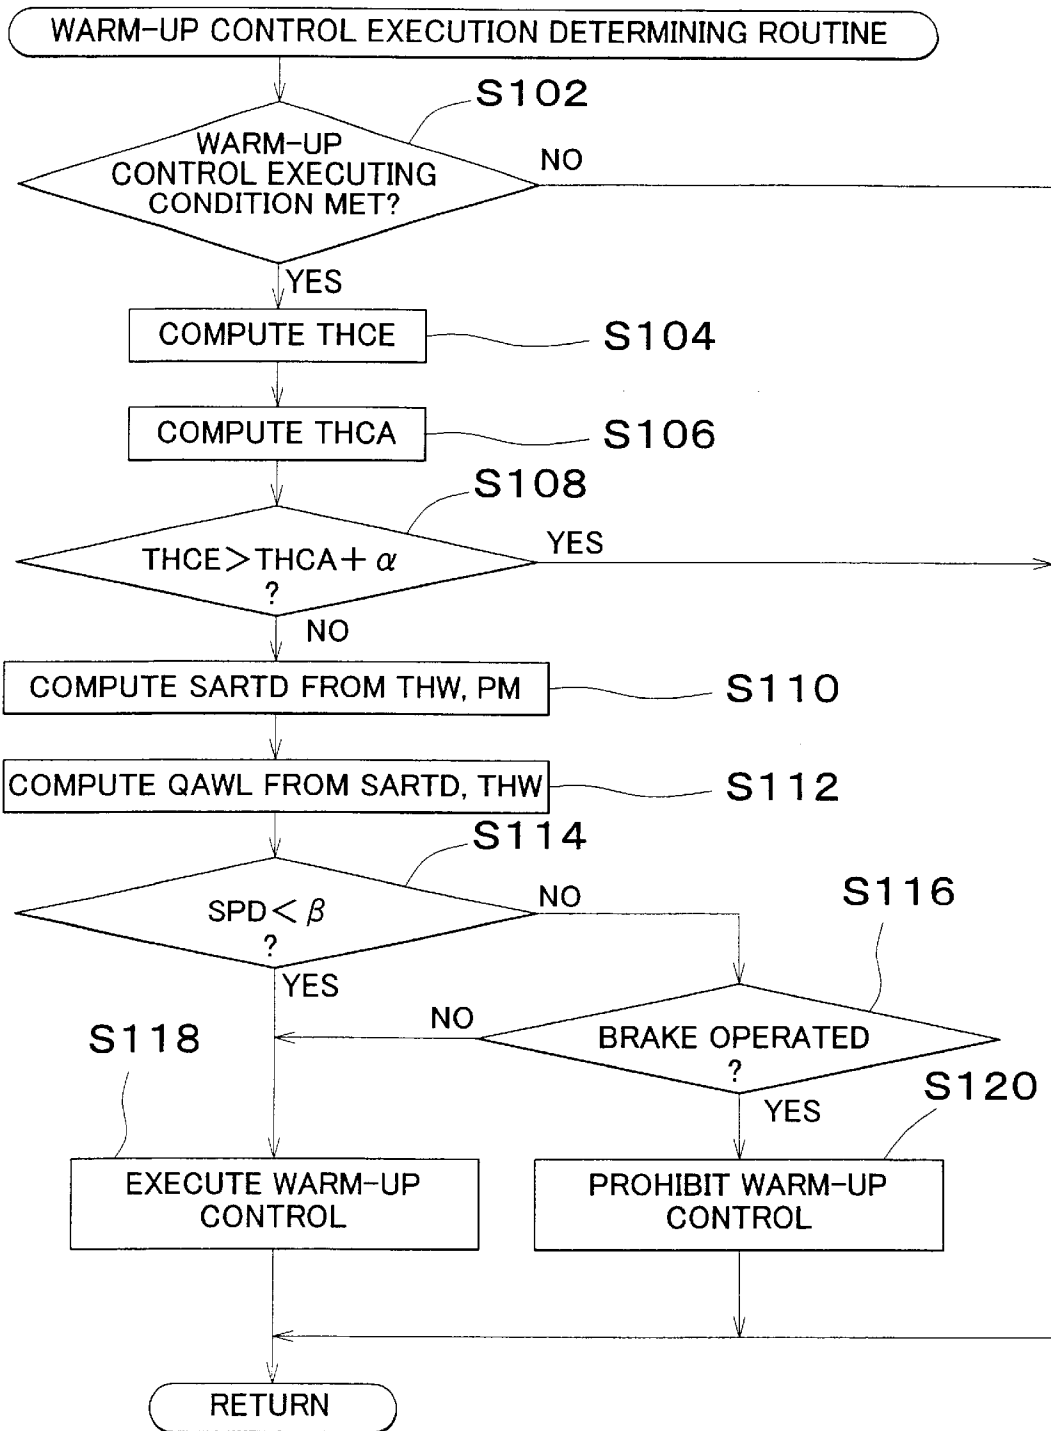 WARM-UP CONTROL EXECUTION DETERMINING ROUTINE
S102
WARM-UP
CONTROL EXECUTING
CONDITION MET?
NO
YES
COMPUTE THCE
S104
COMPUTE THCA
S106
S108
THCE>THCA+α
?
YES
NO
COMPUTE SARTD FROM THW, PM
S110
COMPUTE QAWL FROM SARTD, THW
S112
S114
SPD<β
?
NO
YES
S116
BRAKE OPERATED
?
NO
YES
S118
S120
EXECUTE WARM-UP
CONTROL
PROHIBIT WARM-UP
CONTROL
RETURN